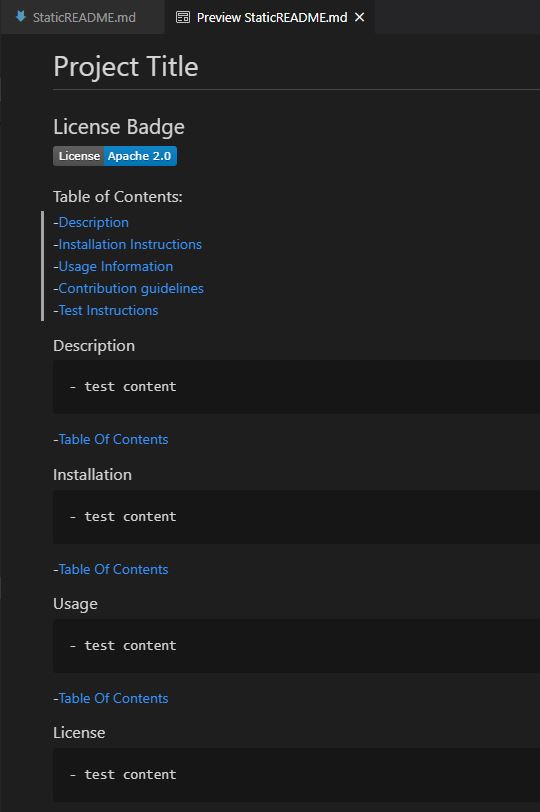 StaticREADME.md
Preview StaticREADME.md
Project Title
License Badge
License Apache 2.0
Table of Contents:
-Description
-Installation Instructions
-Usage Information
-Contribution guidelines
-Test Instructions
Description
- test content
-Table Of Contents
Installation
- test content
-Table Of Contents
Usage
- test content
-Table Of Contents
License
- test content